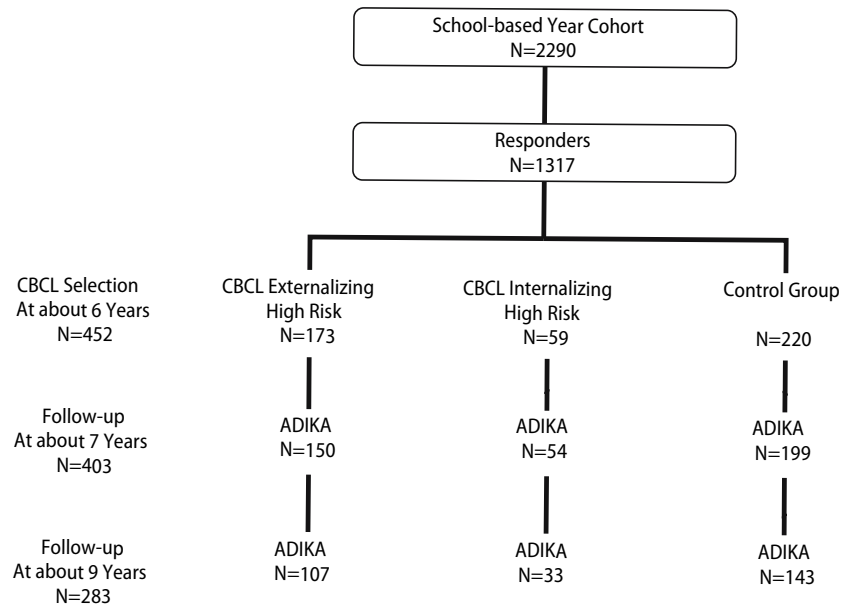 School-based Year Cohort
N=2290
Responders
N=1317
CBCL Selection
At about 6 Years
N=452
CBCL Externalizing
High Risk
N=173
CBCL Internalizing
High Risk
N=59
Control Group
N=220
Follow-up
At about 7 Years
N=403
ADIKA
N=150
ADIKA
N=54
ADIKA
N=199
Follow-up
At about 9 Years
N=283
ADIKA
N=107
ADIKA
N=33
ADIKA
N=143